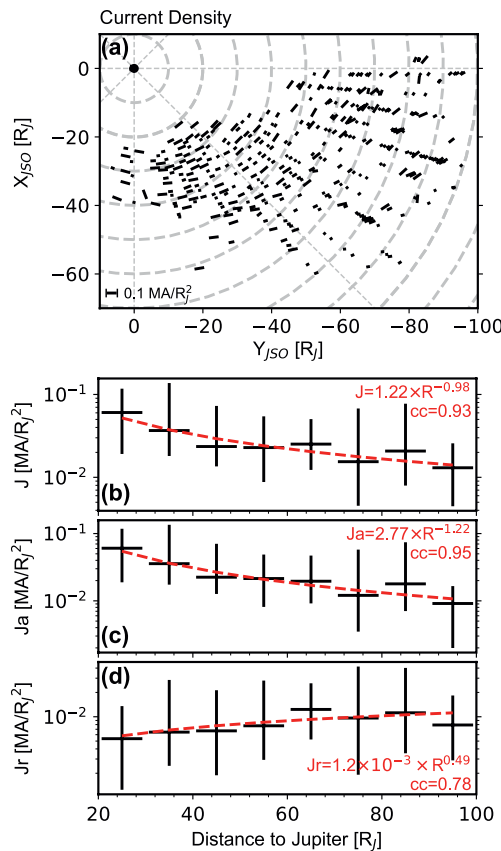 Current Density
(a)
X_JSO [R_J]
0
−20
−40
−60
0.1 MA/R_J^2
0 −20 −40 −60 −80 −100
Y_JSO [R_J]
J [MA/R_J^2]
10^−1
10^−2
(b)
J=1.22×R^−0.98
cc=0.93
Ja [MA/R_J^2]
10^−1
10^−2
(c)
Ja=2.77×R^−1.22
cc=0.95
Jr [MA/R_J^2]
10^−2
(d)
Jr=1.2×10^−3 × R^0.49
cc=0.78
20 40 60 80 100
Distance to Jupiter [R_J]